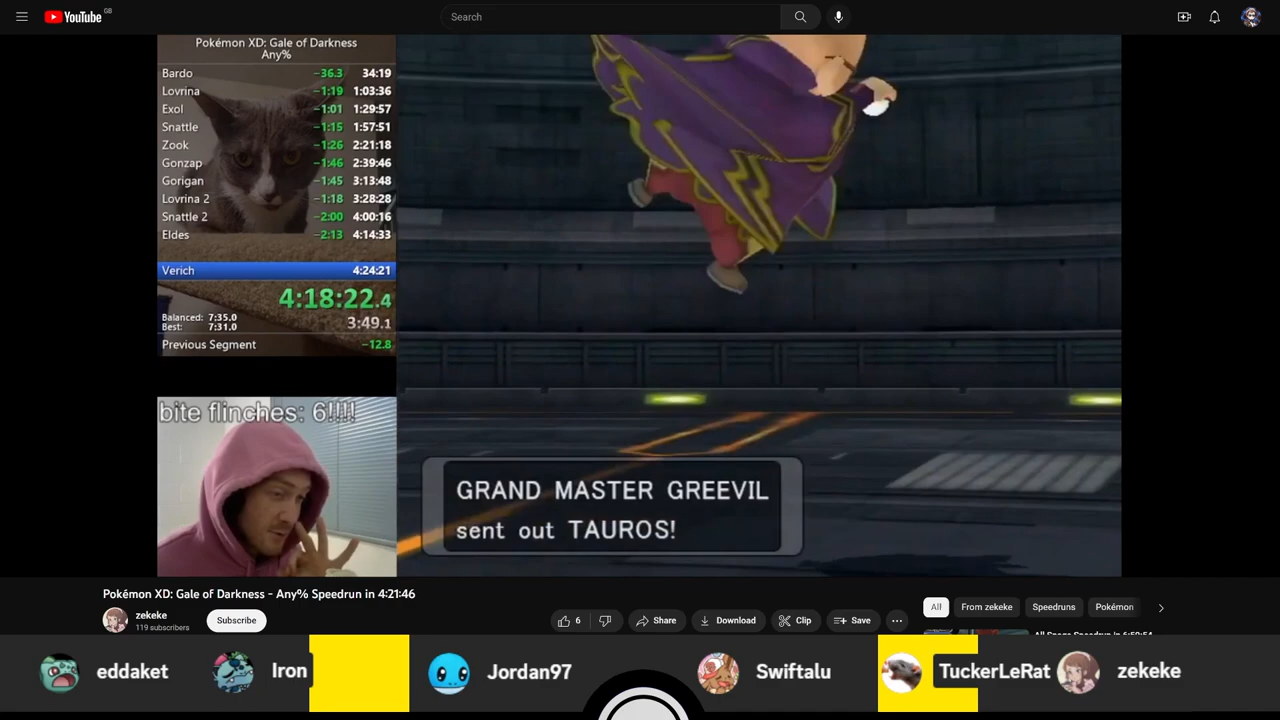 YouTube GB
Search
Pokémon XD: Gale of Darkness
Any%
Bardo -36.3 34:19
Lovrina -1:19 1:03:36
Exol -1:01 1:29:57
Snattle -1:15 1:57:51
Zook -1:26 2:21:18
Gonzap -1:46 2:39:46
Gorigan -1:45 3:13:48
Lovrina 2 -1:18 3:28:28
Snattle 2 -2:00 4:00:16
Eldes -2:13 4:14:33
Verich 4:24:21
4:18:22.4
Balanced: 7:35.0
Best: 7:31.0
3:49.1
Previous Segment -12.8
bite flinches: 6!!!!
GRAND MASTER GREEVIL
sent out TAUROS!
Pokémon XD: Gale of Darkness - Any% Speedrun in 4:21:46
zekeke
119 subscribers
Subscribe
6
Share
Download
Clip
Save
All
From zekeke
Speedruns
Pokémon
eddaket
Iron
Jordan97
Swiftalu
TuckerLeRat
zekeke